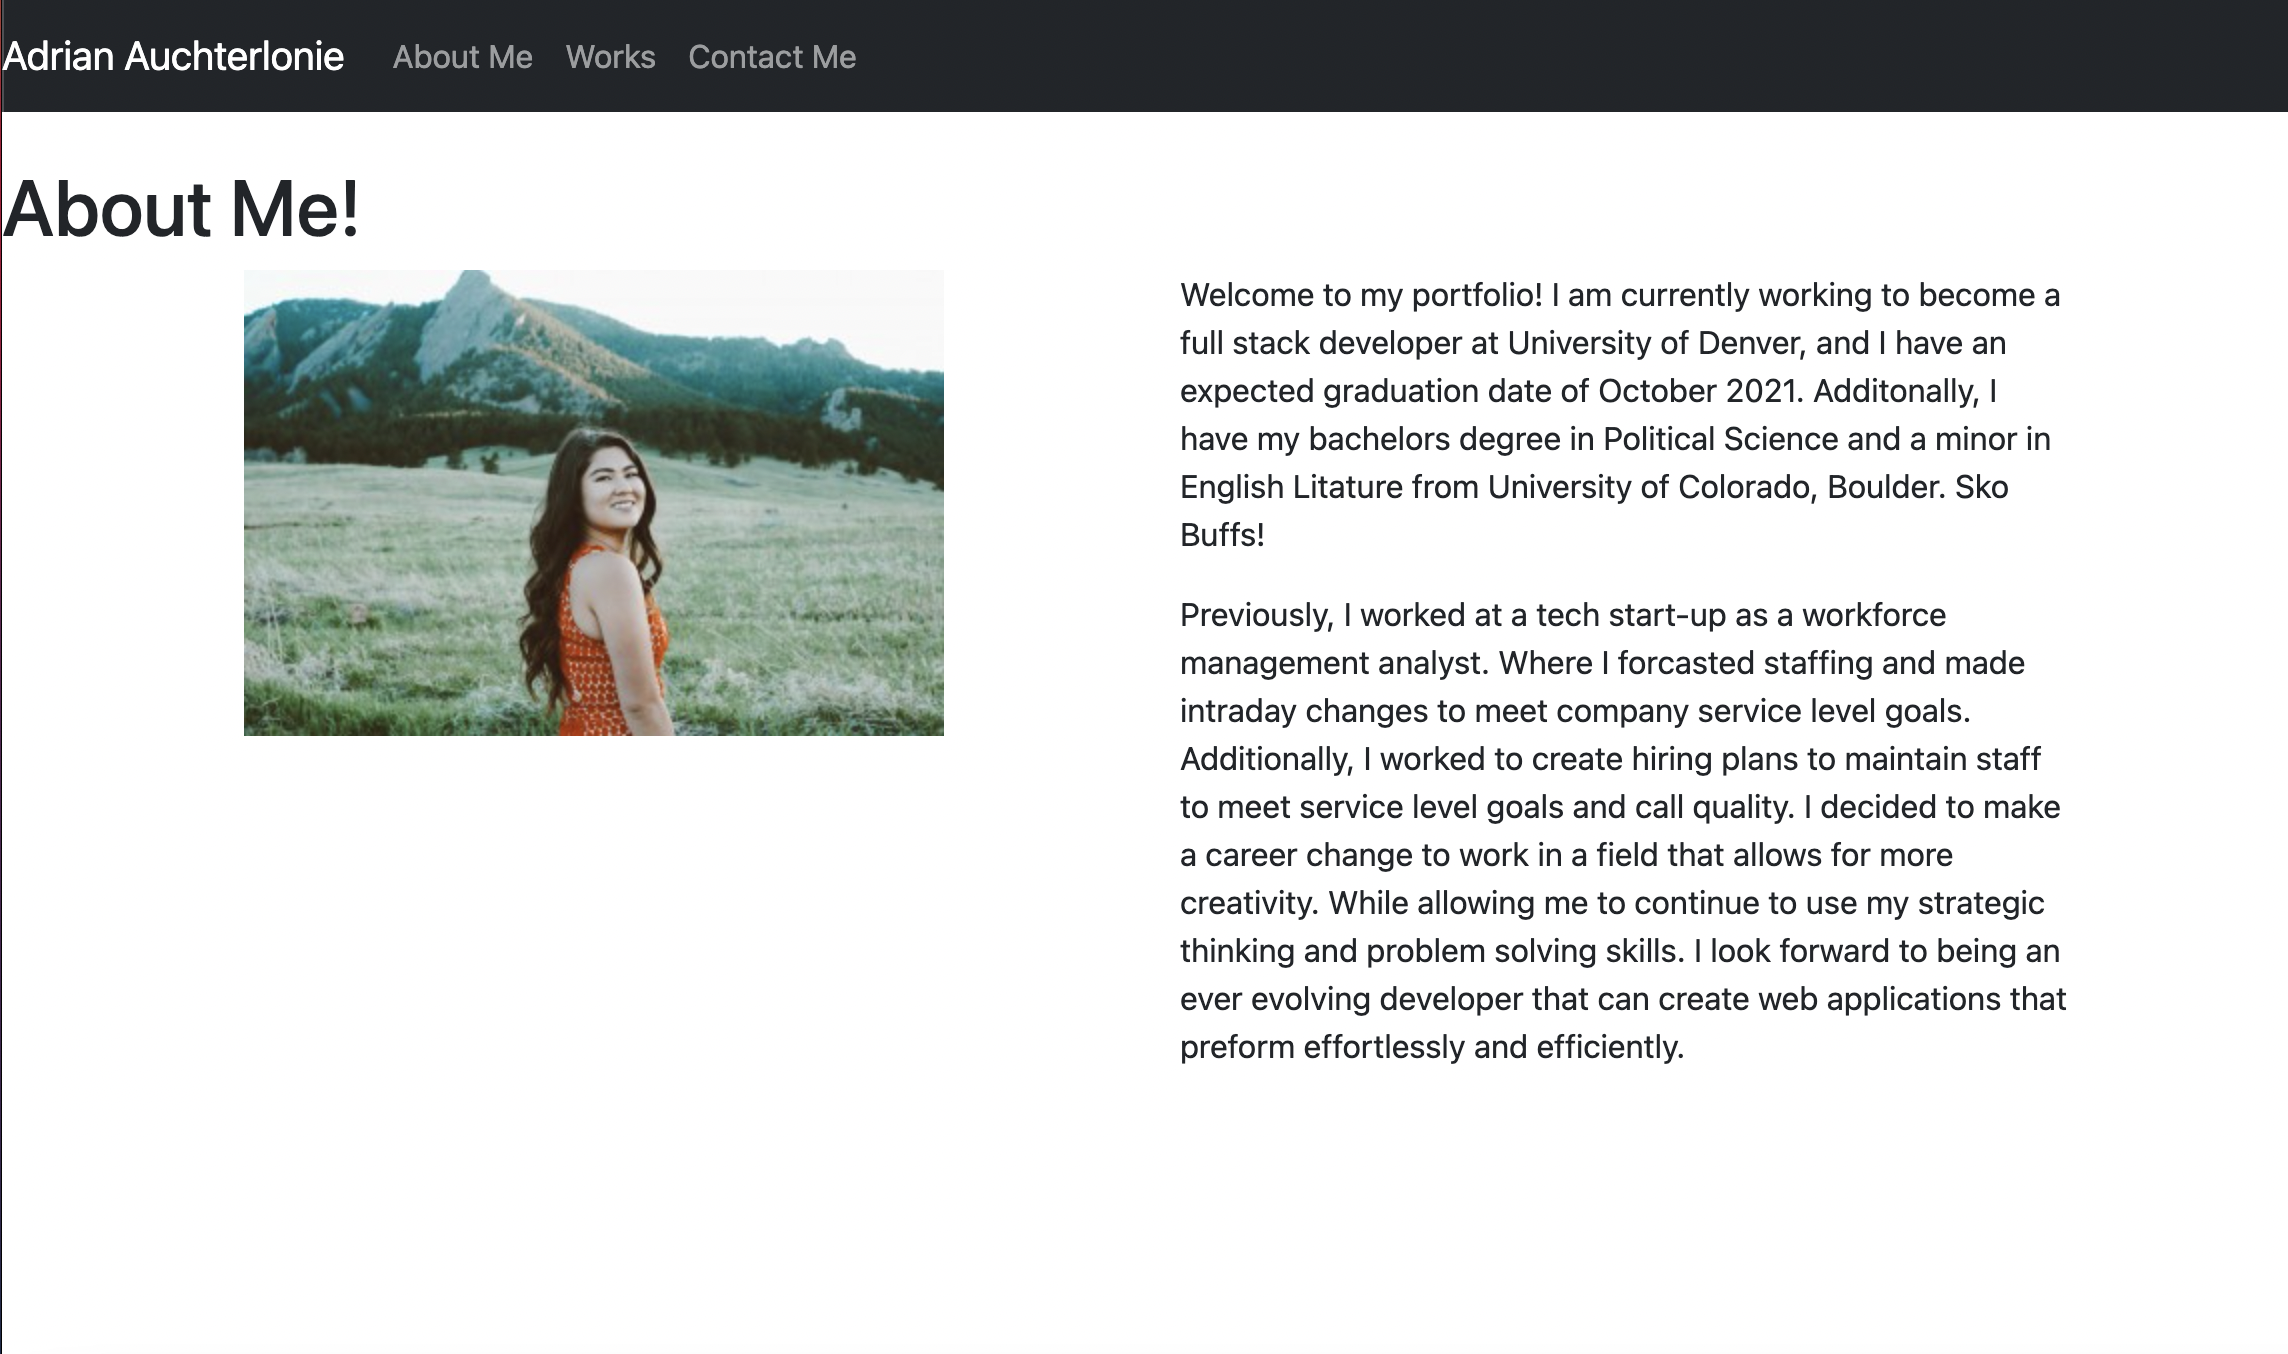 Adrian Auchterlonie About Me Works Contact Me
About Me!
Welcome to my portfolio! I am currently working to become a
full stack developer at University of Denver, and I have an
expected graduation date of October 2021. Additonally, I
have my bachelors degree in Political Science and a minor in
English Litature from University of Colorado, Boulder. Sko
Buffs!
Previously, I worked at a tech start-up as a workforce
management analyst. Where I forcasted staffing and made
intraday changes to meet company service level goals.
Additionally, I worked to create hiring plans to maintain staff
to meet service level goals and call quality. I decided to make
a career change to work in a field that allows for more
creativity. While allowing me to continue to use my strategic
thinking and problem solving skills. I look forward to being an
ever evolving developer that can create web applications that
preform effortlessly and efficiently.